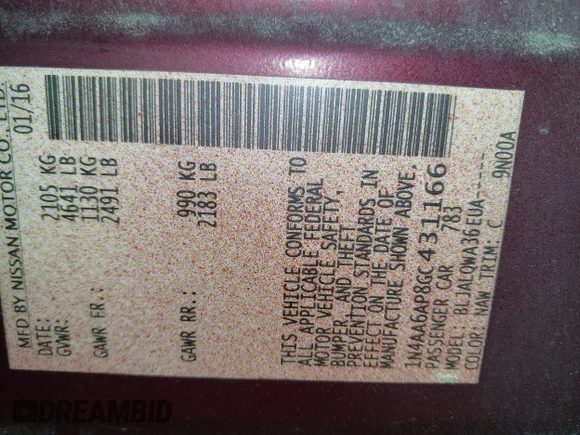 MFD BY NISSAN MOTOR CO., LTD.
DATE: 01/16
GVWR: 2105 KG
4641 LB
GAWR FR.: 1130 KG
2491 LB
GAWR RR.: 990 KG
2183 LB
THIS VEHICLE CONFORMS TO
ALL APPLICABLE FEDERAL
MOTOR VEHICLE SAFETY,
BUMPER, AND THEFT
PREVENTION STANDARDS IN
EFFECT ON THE DATE OF
MANUFACTURE SHOWN ABOVE.
1N4AA6AP8GC431166
PASSENGER CAR 783
MODEL: BLJALOWA36EUA-----
COLOR: NAW TRIM: C 9N00A
DREAMBID